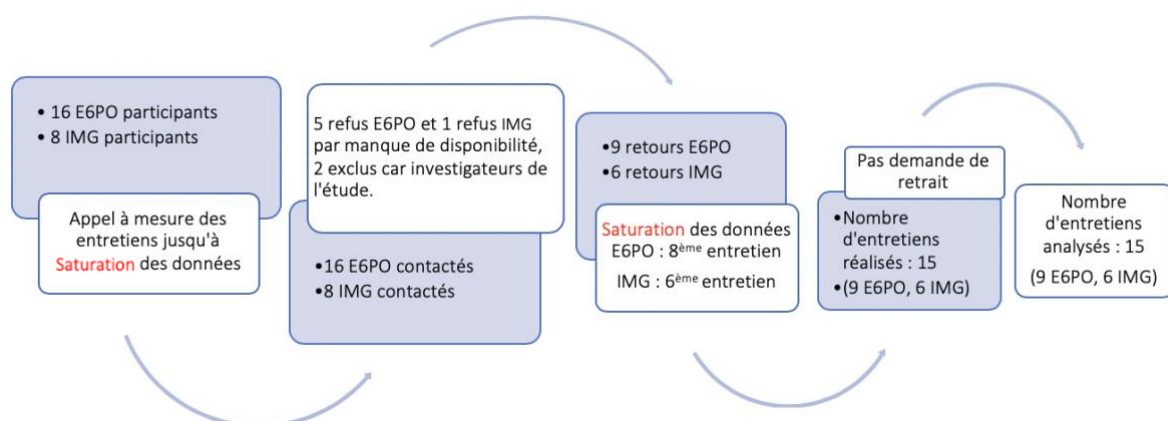 • 16 E6PO participants
• 8 IMG participants
Appel à mesure des
entretiens jusqu'à
Saturation des données
5 refus E6PO et 1 refus IMG
par manque de disponibilité,
2 exclus car investigateurs de
l'étude.
• 16 E6PO contactés
• 8 IMG contactés
•9 retours E6PO
•6 retours IMG
Saturation des données
E6PO : 8ème entretien
IMG : 6ème entretien
Pas demande de
retrait
•Nombre
d'entretiens
réalisés : 15
•(9 E6PO, 6 IMG)
Nombre
d'entretiens
analysés : 15
(9 E6PO, 6 IMG)